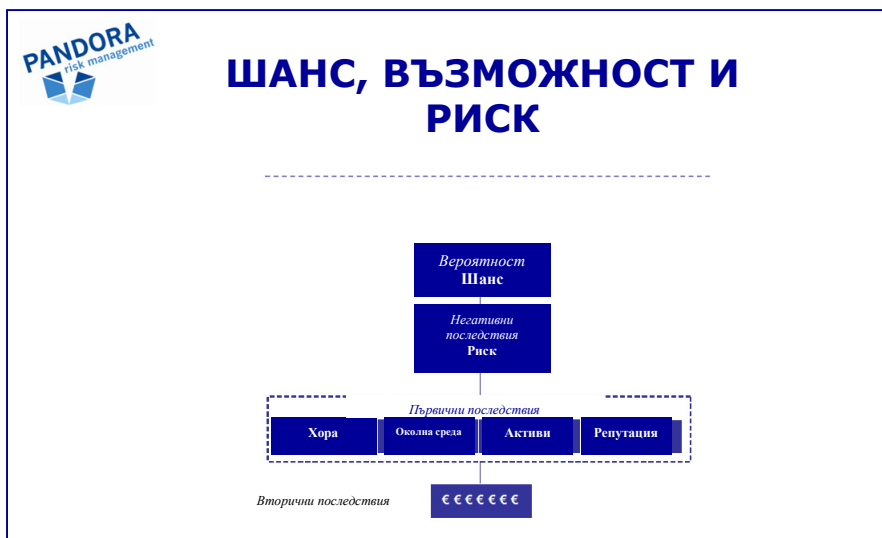 PANDORA
risk management
ШАНС, ВЪЗМОЖНОСТ И
РИСК
Вероятност
Шанс
Негативни
последствия
Риск
Първични последствия
Хора
Околна среда
Активи
Репутация
Вторични последствия
€ € € € € € €